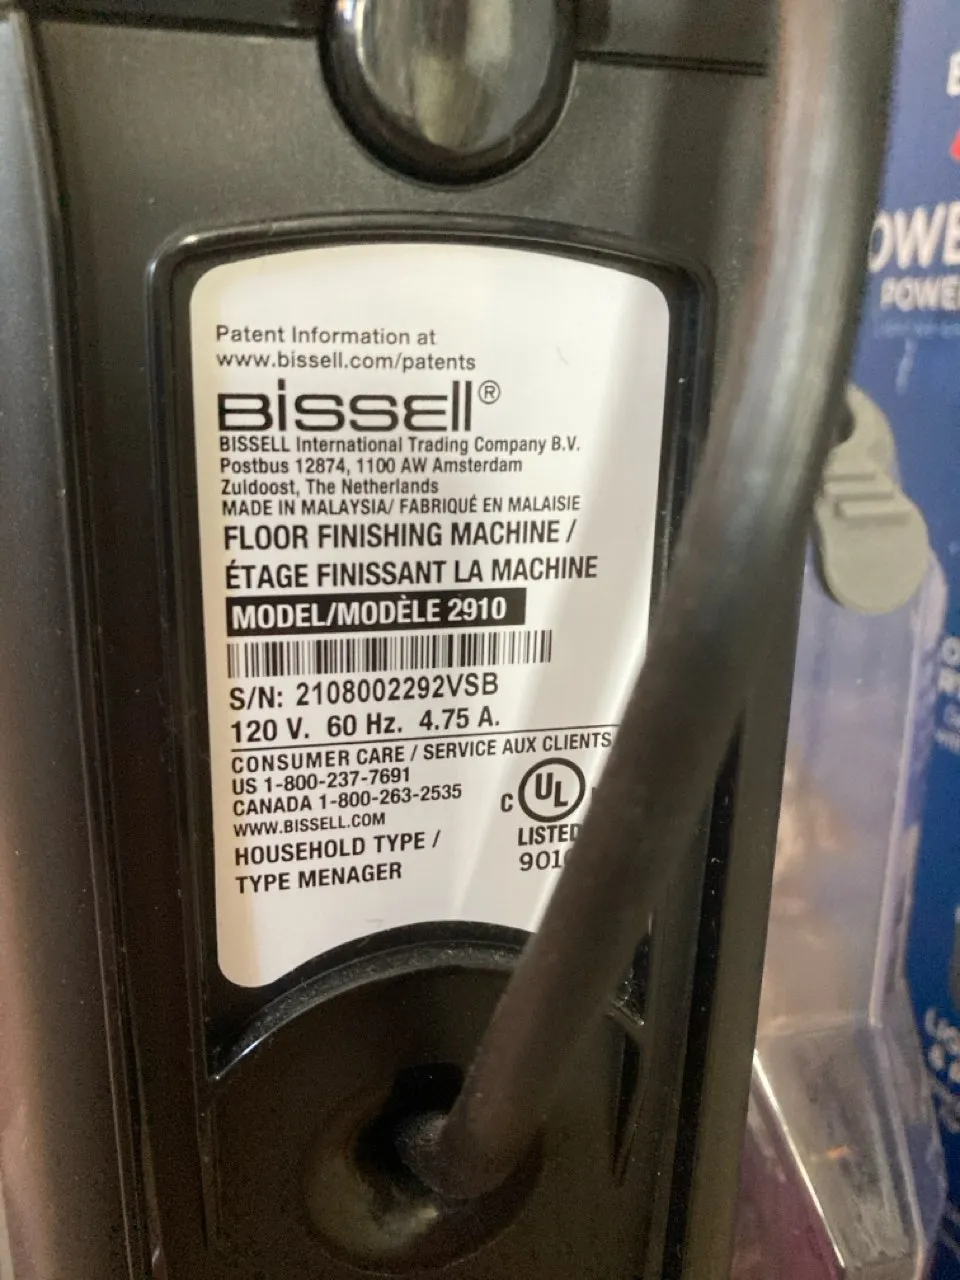 Patent Information at
www.bissell.com/patents
BISSELL®
BISSELL International Trading Company B.V.
Postbus 12874, 1100 AW Amsterdam
Zuidoost, The Netherlands
MADE IN MALAYSIA/ FABRIQUÉ EN MALAISIE
FLOOR FINISHING MACHINE /
ÉTAGE FINISSANT LA MACHINE
MODEL/MODÈLE 2910
S/N: 2108002292VSB
120 V. 60 Hz. 4.75 A.
CONSUMER CARE / SERVICE AUX CLIENTS
US 1-800-237-7691
CANADA 1-800-263-2535
WWW.BISSELL.COM
HOUSEHOLD TYPE /
TYPE MENAGER
C UL
LISTED